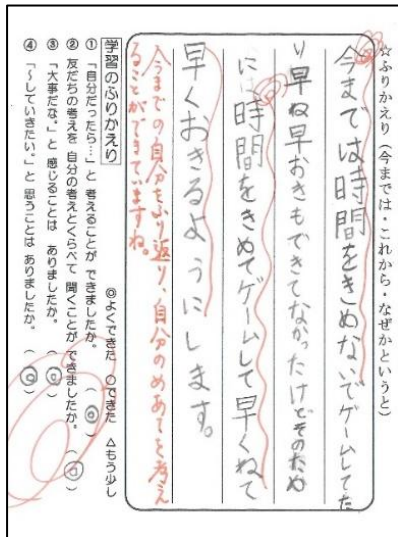 ☆ふりかえり（今までは・これから・なぜかというと）
今までは時間をきめないでゲームしてた
り早ね早おきもできてなかったけどそのため
に時間をきめてゲームして早くねて
早くおきるようにします。
今までの自分をふり返り、自分のめあてを考え
ることができていますね。
学習のふりかえり
◎よくできた ○できた △もう少し
① 「自分だったら…」と 考えることが できましたか。（◎）
② 友だちの考えを 自分の考えとくらべて 聞くことが できましたか。（◎）
③ 「大事だな。」と 感じることは ありましたか。（◎）
④ 「～していきたい。」と 思うことは ありましたか。（◎）